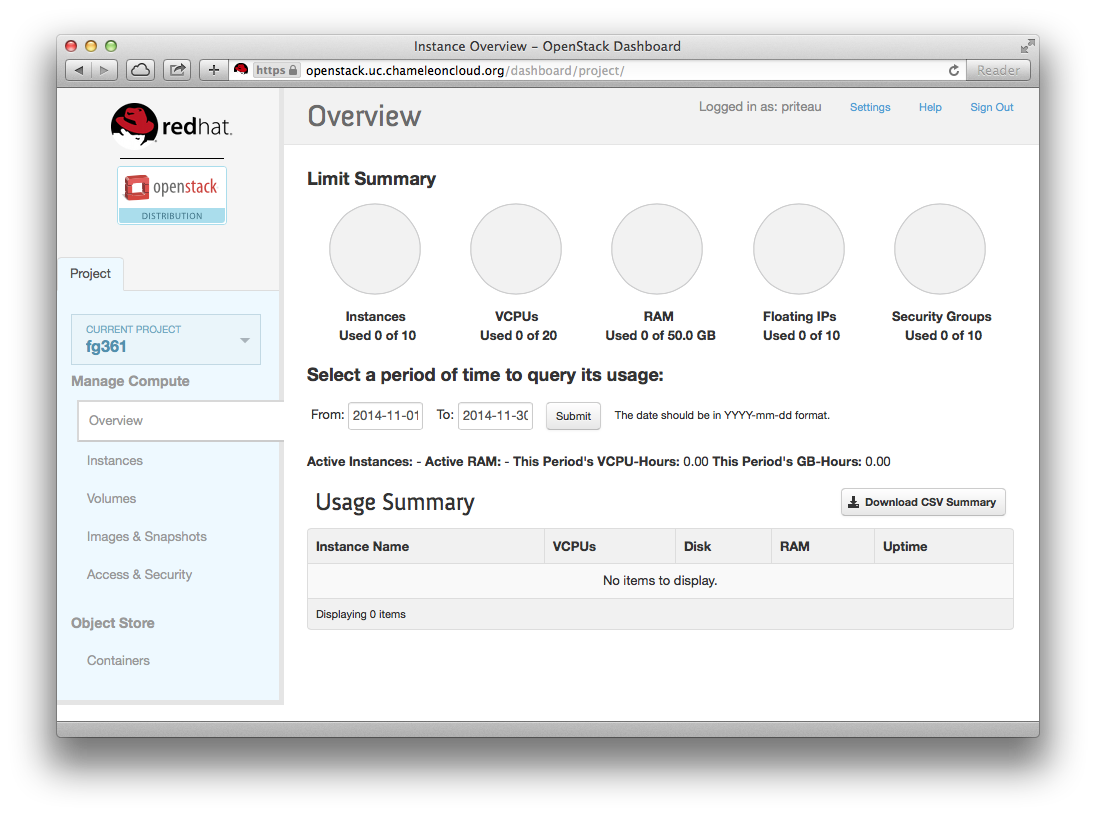 Instance Overview – OpenStack Dashboard
https openstack.uc.chameleoncloud.org/dashboard/project/ Reader
redhat.
openstack
DISTRIBUTION
Overview
Logged in as: priteau Settings Help Sign Out
Project
CURRENT PROJECT
fg361
Manage Compute
Overview
Instances
Volumes
Images & Snapshots
Access & Security
Object Store
Containers
Limit Summary
Instances
Used 0 of 10
VCPUs
Used 0 of 20
RAM
Used 0 of 50.0 GB
Floating IPs
Used 0 of 10
Security Groups
Used 0 of 10
Select a period of time to query its usage:
From: 2014-11-01 To: 2014-11-30 Submit The date should be in YYYY-mm-dd format.
Active Instances: - Active RAM: - This Period's VCPU-Hours: 0.00 This Period's GB-Hours: 0.00
Usage Summary
Download CSV Summary
Instance Name VCPUs Disk RAM Uptime
No items to display.
Displaying 0 items